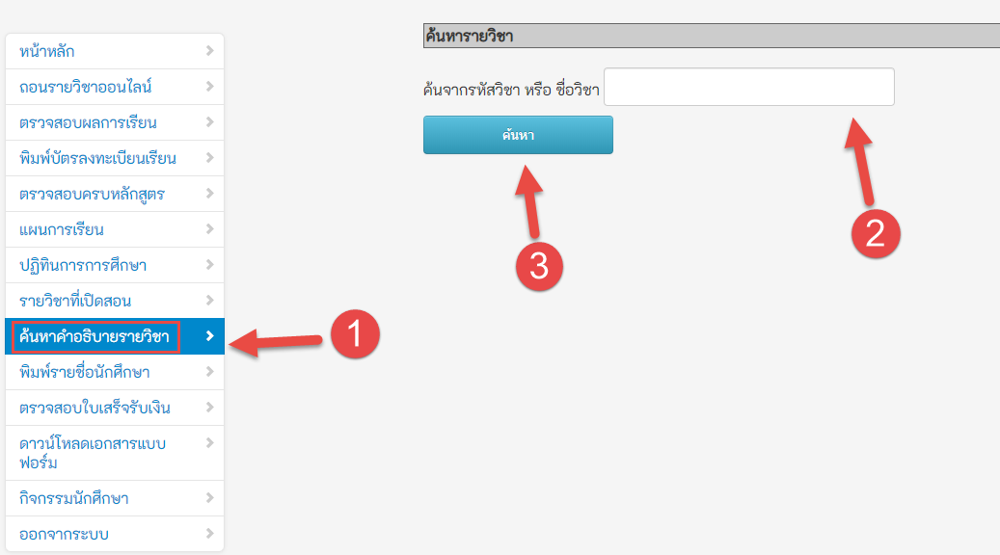 หน้าหลัก
ถอนรายวิชาออนไลน์
ตรวจสอบผลการเรียน
พิมพ์บัตรลงทะเบียนเรียน
ตรวจสอบครบหลักสูตร
แผนการเรียน
ปฏิทินการการศึกษา
รายวิชาที่เปิดสอน
ค้นหาคำอธิบายรายวิชา
พิมพ์รายชื่อนักศึกษา
ตรวจสอบใบเสร็จรับเงิน
ดาวน์โหลดเอกสารแบบ
ฟอร์ม
กิจกรรมนักศึกษา
ออกจากระบบ
1
ค้นหารายวิชา
ค้นจากรหัสวิชา หรือ ชื่อวิชา
ค้นหา
2
3